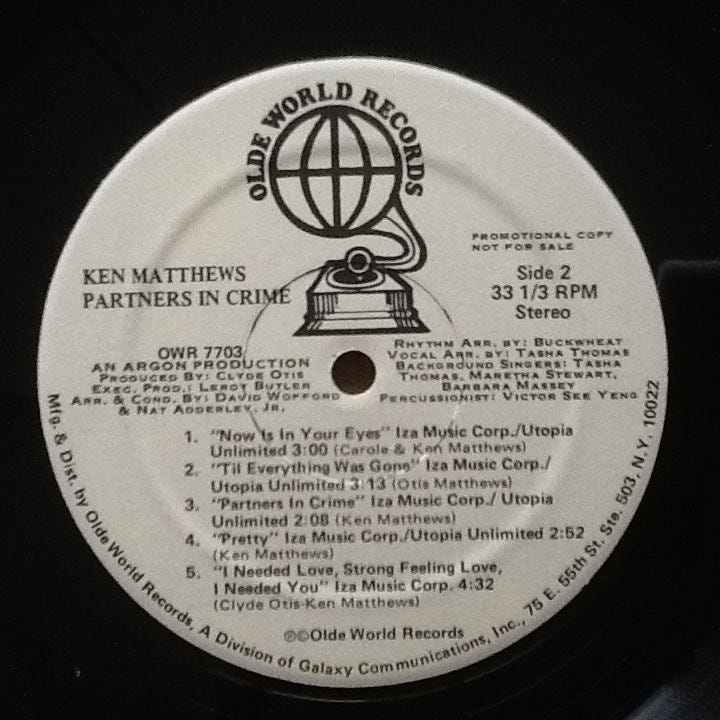 OLDE WORLD RECORDS
PROMOTIONAL COPY
NOT FOR SALE
KEN MATTHEWS
PARTNERS IN CRIME
Side 2
33 1/3 RPM
Stereo
OWR 7703
AN ARGON PRODUCTION
PRODUCED BY: CLYDE OTIS
EXEC. PROD.: LEROY BUTLER
ARR. & COND. BY: DAVID WOFFORD
& NAT ADDERLEY, JR.
RHYTHM ARR. BY: BUCKWHEAT
VOCAL ARR. BY: TASHA THOMAS
BACKGROUND SINGERS: TASHA
THOMAS, MARETHA STEWART,
BARBARA MASSEY
PERCUSSIONIST: VICTOR SEE YENG
1. "Now Is In Your Eyes" Iza Music Corp./Utopia
Unlimited 3:00 (Carole & Ken Matthews)
2. "Til Everything Was Gone" Iza Music Corp./
Utopia Unlimited 3:13 (Otis Matthews)
3. "Partners In Crime" Iza Music Corp./ Utopia
Unlimited 2:08 (Ken Matthews)
4. "Pretty" Iza Music Corp./Utopia Unlimited 2:52
(Ken Matthews)
5. "I Needed Love, Strong Feeling Love,
I Needed You" Iza Music Corp. 4:32
(Clyde Otis-Ken Matthews)
℗©Olde World Records
Mfg. & Dist. by Olde World Records, A Division of Galaxy Communications, Inc., 75 E. 55th St. Ste. 503, N.Y. 10022